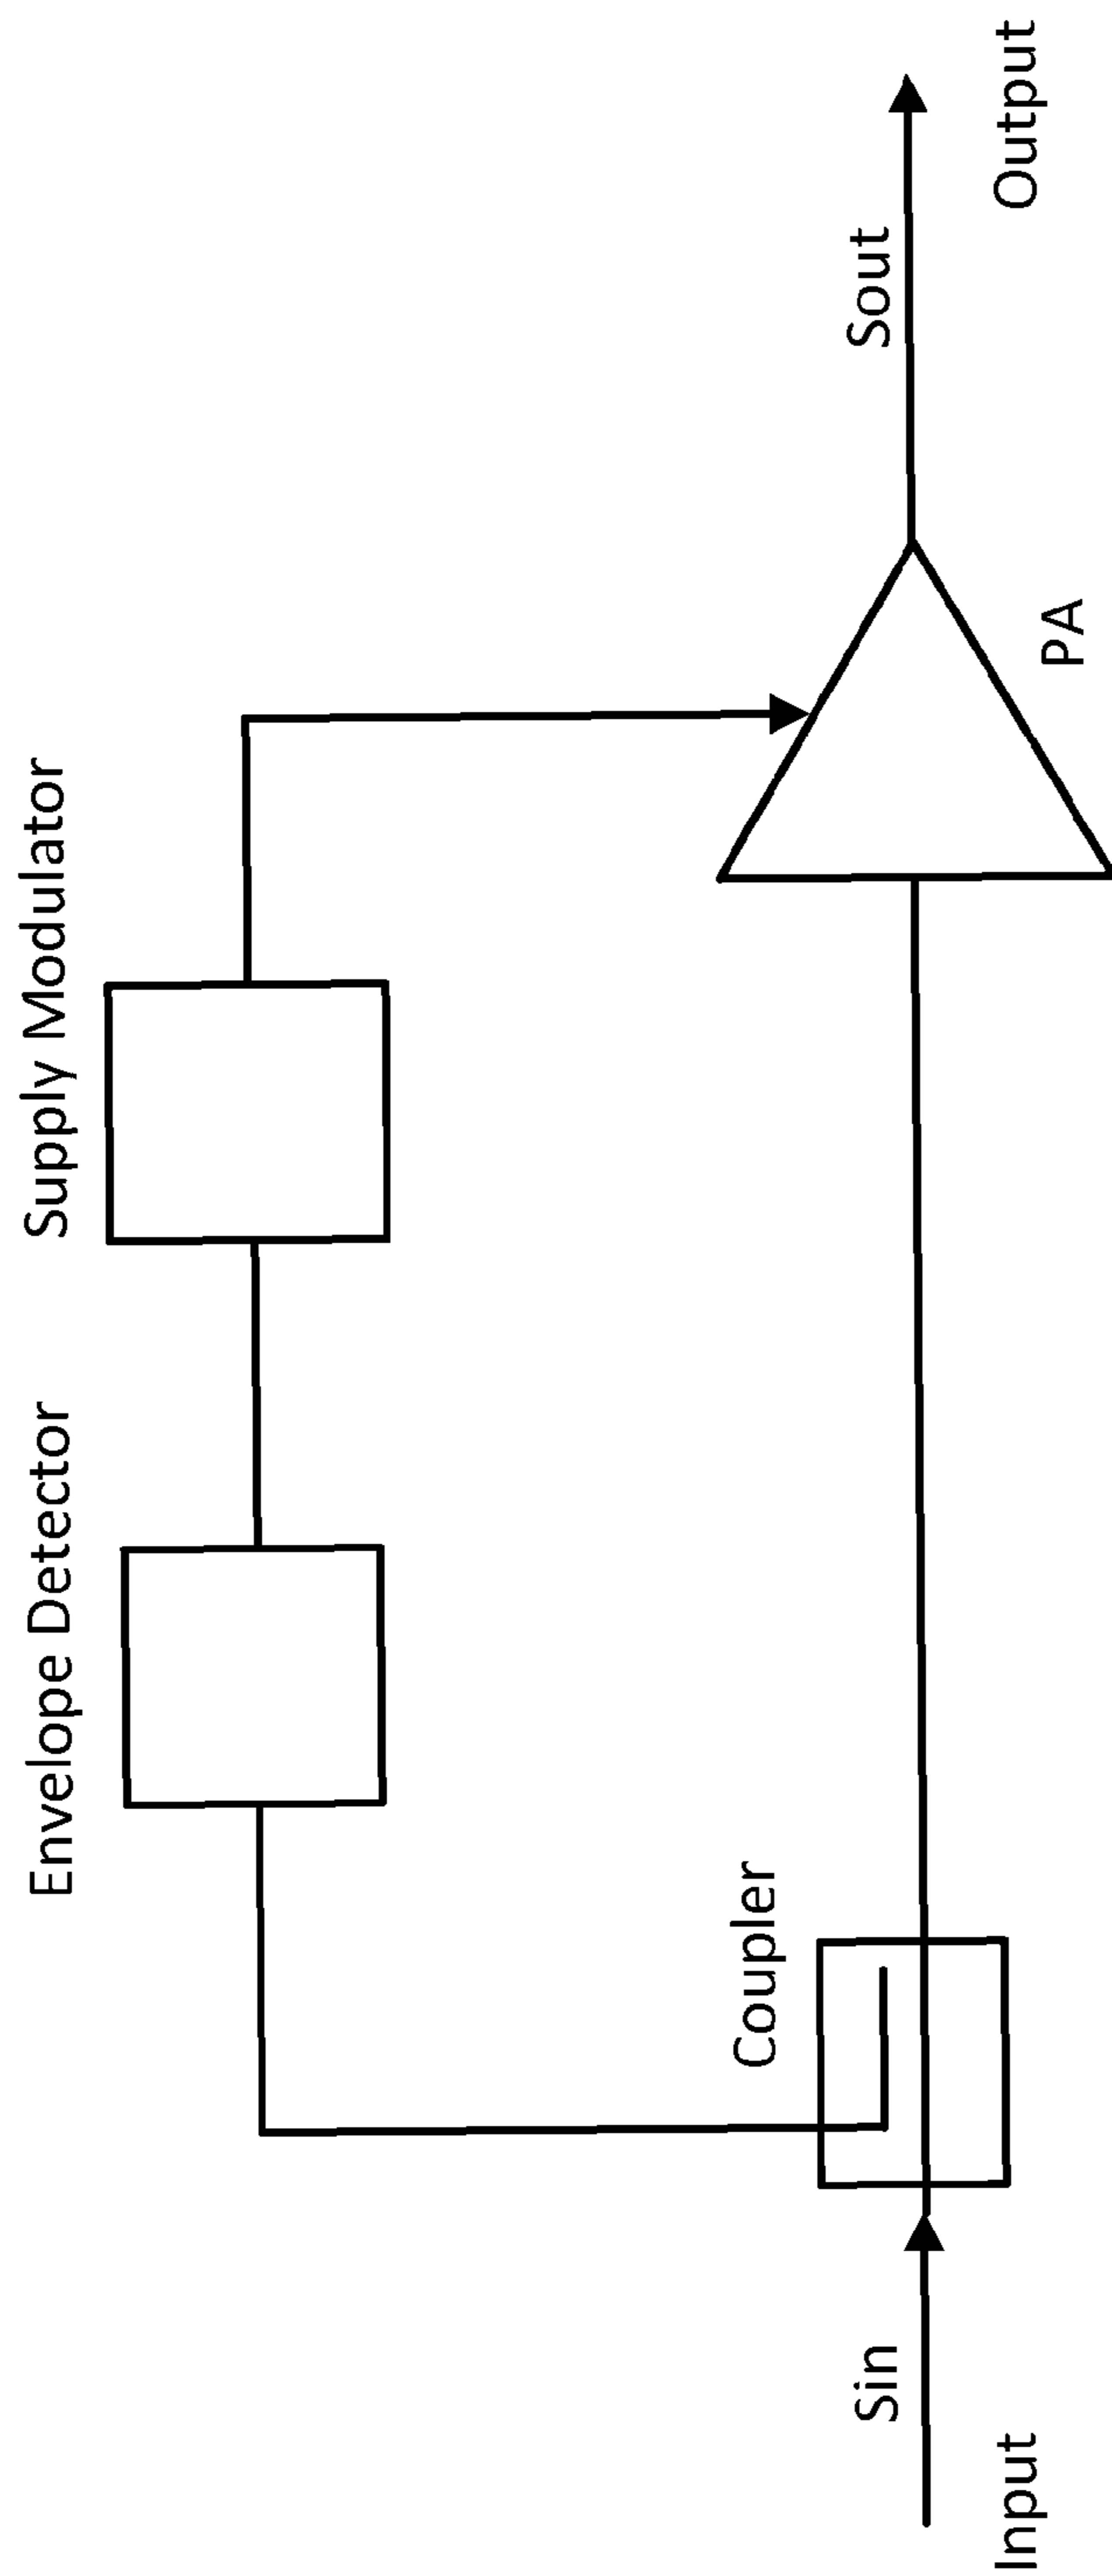 Envelope Detector
Supply Modulator
Coupler
Sin
Sout
Input
PA
Output